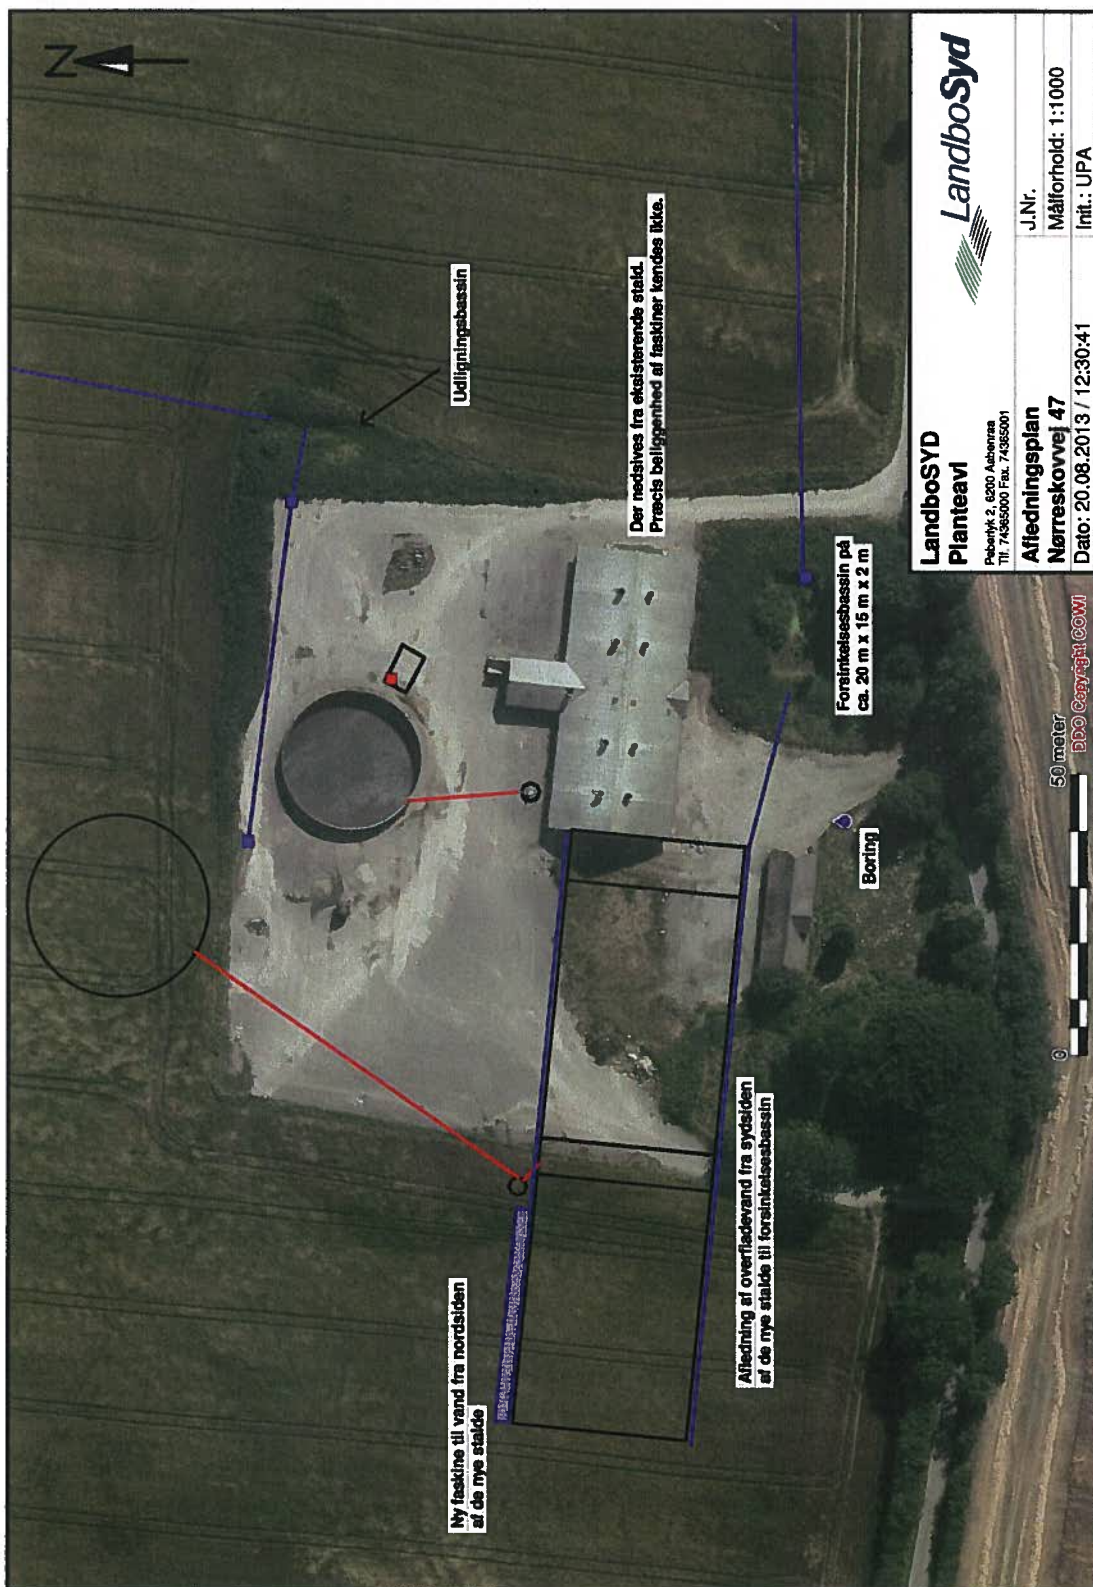 N
Udligningsbassin
Der nedsives fra eksisterende stald.
Præcis beliggenhed af faskiner kendes ikke.
Ny faskine til vand fra nordsiden
af de nye stalde
Forsinkelsesbassin på
ca. 20 m x 15 m x 2 m
Boring
Afledning af overfladevand fra sydsiden
af de nye stalde til forsinkelsesbassin
0
50 meter
DDO Copyright COWI
LandboSYD
Planteavl
LandboSyd
Peberlyk 2, 6200 Aabenraa
Tlf. 74365000 Fax. 74365001
Afledningsplan
J.Nr.
Nørreskovvej 47
Målforhold: 1:1000
Dato: 20.08.2013 / 12:30:41
Init.: UPA